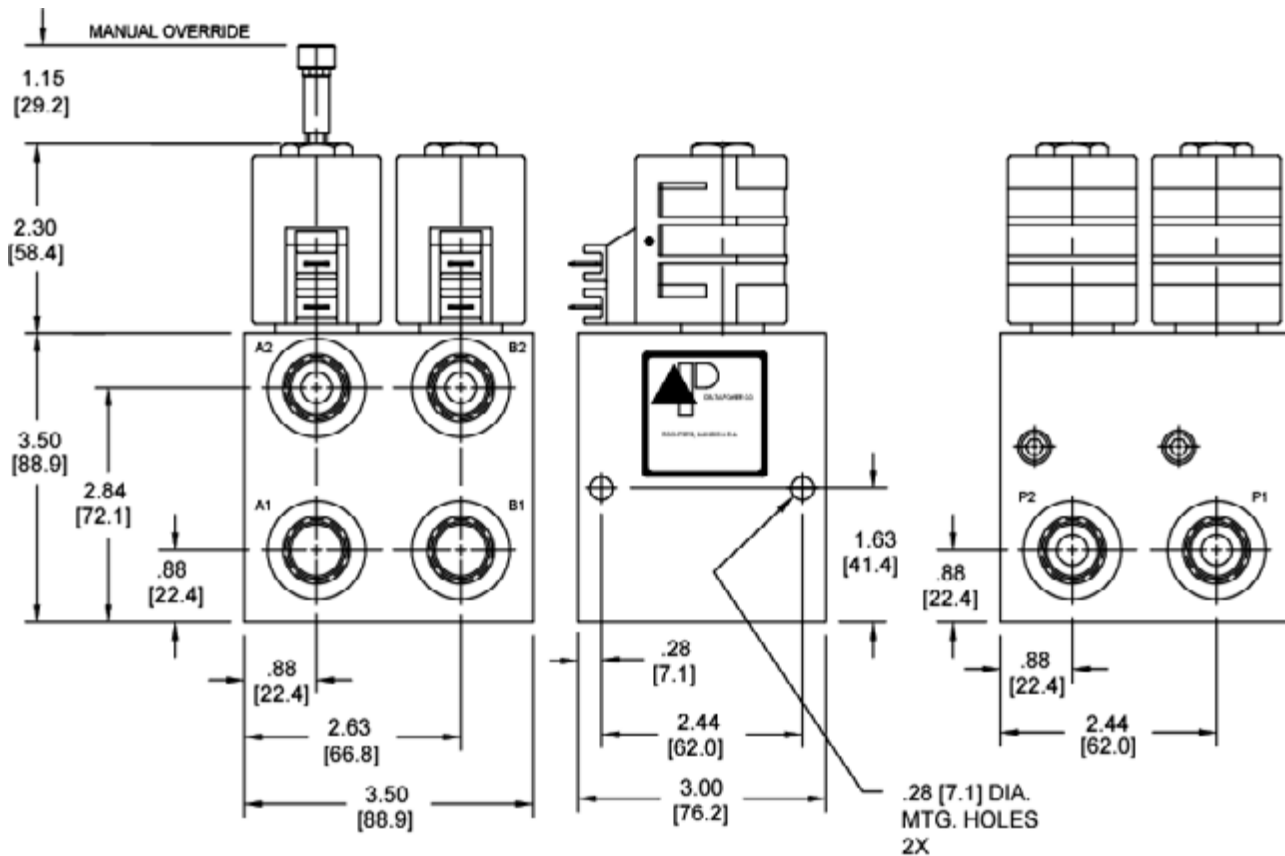 MANUAL OVERRIDE
1.15
[29.2]
2.30
[58.4]
3.50
[88.9]
2.84
[72.1]
.88
[22.4]
A2
B2
A1
B1
.88
[22.4]
2.63
[66.8]
3.50
[88.9]
DELTA POWER CO.
1.63
[41.4]
.28
[7.1]
2.44
[62.0]
3.00
[76.2]
.28 [7.1] DIA.
MTG. HOLES
2X
P2
P1
.88
[22.4]
.88
[22.4]
2.44
[62.0]